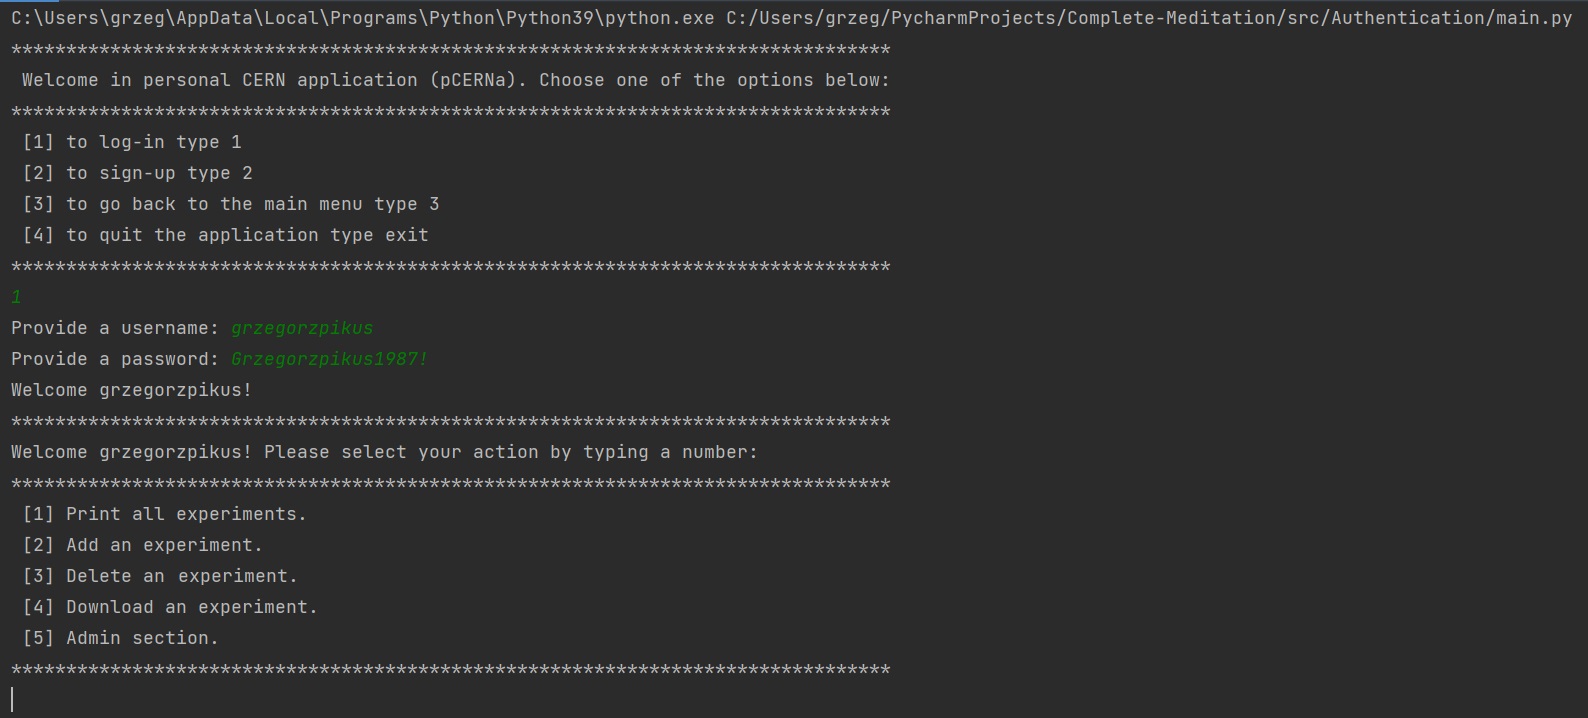 C:\Users\grzeg\AppData\Local\Programs\Python\Python39\python.exe C:/Users/grzeg/PycharmProjects/Complete-Meditation/src/Authentication/main.py
********************************************************************************
 Welcome in personal CERN application (pCERNa). Choose one of the options below:
********************************************************************************
 [1] to log-in type 1
 [2] to sign-up type 2
 [3] to go back to the main menu type 3
 [4] to quit the application type exit
********************************************************************************
1
Provide a username: grzegorzpikus
Provide a password: Grzegorzpikus1987!
Welcome grzegorzpikus!
********************************************************************************
Welcome grzegorzpikus! Please select your action by typing a number:
********************************************************************************
 [1] Print all experiments.
 [2] Add an experiment.
 [3] Delete an experiment.
 [4] Download an experiment.
 [5] Admin section.
********************************************************************************